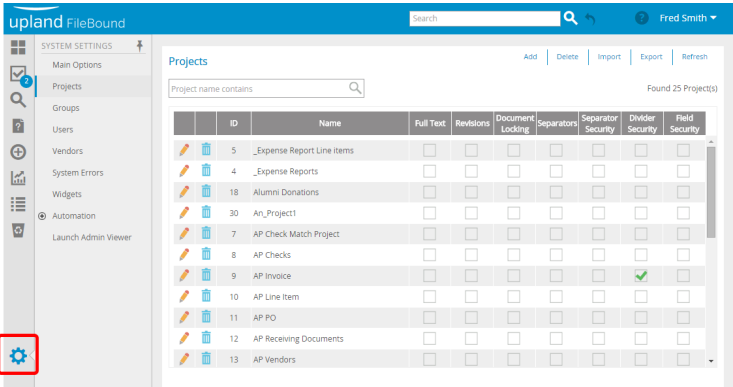 upland FileBound
Search
?
Fred Smith
SYSTEM SETTINGS
Main Options
Projects
Groups
Users
Vendors
System Errors
Widgets
Automation
Launch Admin Viewer
2
?
Projects
Add Delete Import Export Refresh
Project name contains
Found 25 Project(s)
ID Name Full Text Revisions Document Locking Separators Separator Security Divider Security Field Security
5 _Expense Report Line items
4 _Expense Reports
18 Alumni Donations
30 An_Project1
7 AP Check Match Project
8 AP Checks
9 AP Invoice
10 AP Line Item
11 AP PO
12 AP Receiving Documents
13 AP Vendors